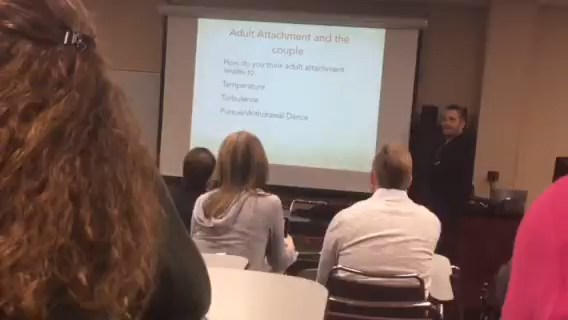 Adult Attachment and the
couple
How do you think adult attachment
relates to:
Temperature
Turbulence
Pursue/Withdrawal Dance